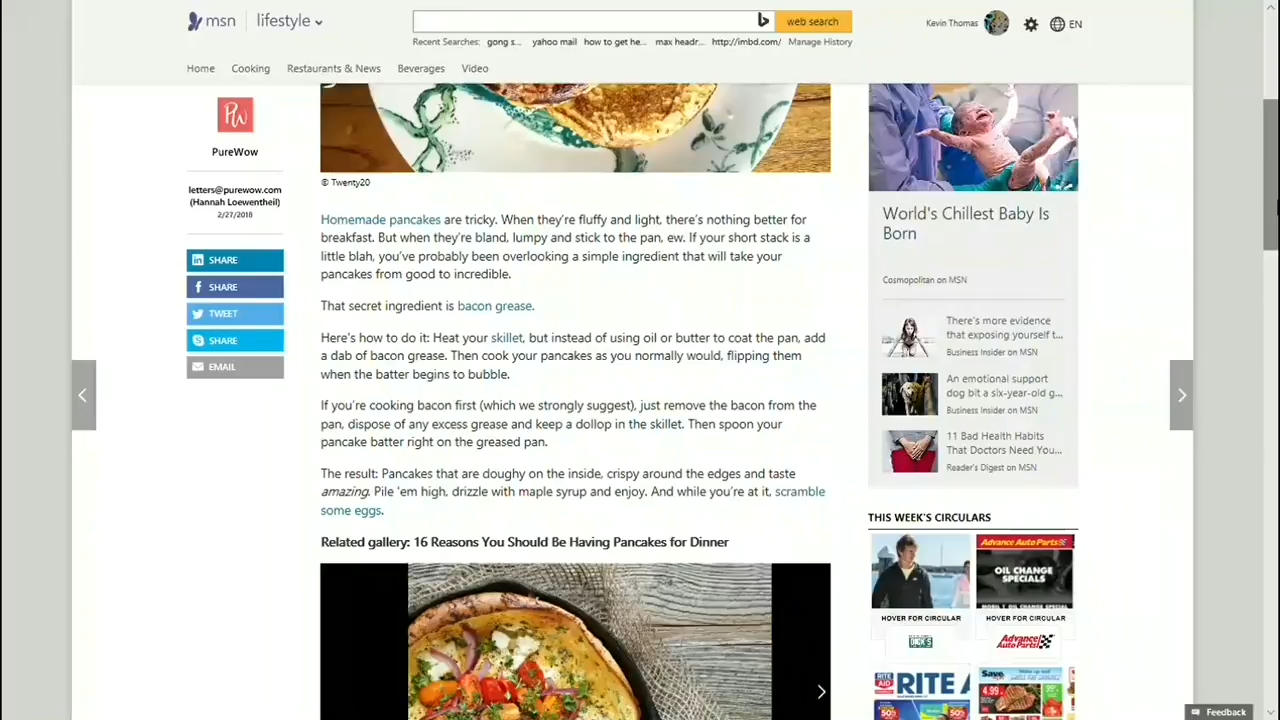 msn
lifestyle
web search
Kevin Thomas
EN
Recent Searches: gong s... yahoo mail how to get he... max headr... http://imbd.com/ Manage History
Home Cooking Restaurants & News Beverages Video
PW
PureWow
letters@purewow.com
(Hannah Loewentheil)
2/27/2018
SHARE
SHARE
TWEET
SHARE
EMAIL
© Twenty20
Homemade pancakes are tricky. When they're fluffy and light, there's nothing better for
breakfast. But when they're bland, lumpy and stick to the pan, ew. If your short stack is a
little blah, you've probably been overlooking a simple ingredient that will take your
pancakes from good to incredible.
That secret ingredient is bacon grease.
Here's how to do it: Heat your skillet, but instead of using oil or butter to coat the pan, add
a dab of bacon grease. Then cook your pancakes as you normally would, flipping them
when the batter begins to bubble.
If you're cooking bacon first (which we strongly suggest), just remove the bacon from the
pan, dispose of any excess grease and keep a dollop in the skillet. Then spoon your
pancake batter right on the greased pan.
The result: Pancakes that are doughy on the inside, crispy around the edges and taste
amazing. Pile 'em high, drizzle with maple syrup and enjoy. And while you're at it, scramble
some eggs.
Related gallery: 16 Reasons You Should Be Having Pancakes for Dinner
World's Chillest Baby Is
Born
Cosmopolitan on MSN
There's more evidence
that exposing yourself t...
Business Insider on MSN
An emotional support
dog bit a six-year-old g...
Business Insider on MSN
11 Bad Health Habits
That Doctors Need You...
Reader's Digest on MSN
THIS WEEK'S CIRCULARS
Advance Auto Parts
OIL CHANGE
SPECIALS
HOVER FOR CIRCULAR
HOVER FOR CIRCULAR
DICK'S
Advance
Auto Parts
RITE A
Save
4.99
50%
50%
Feedback